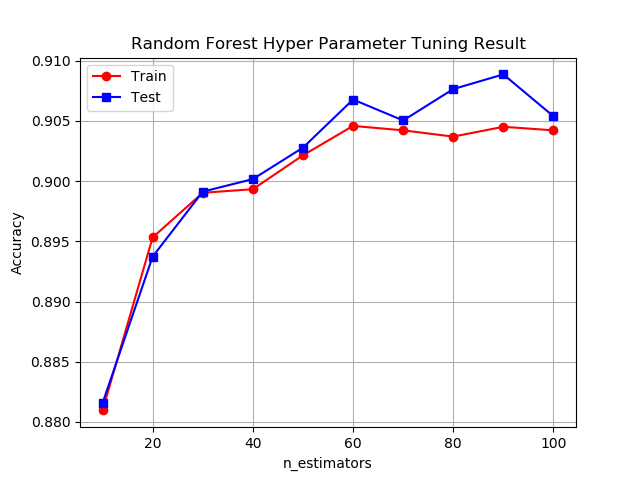 Random Forest Hyper Parameter Tuning Result
0.910
0.905
0.900
0.895
0.890
0.885
0.880
Accuracy
Train
Test
20 40 60 80 100
n_estimators